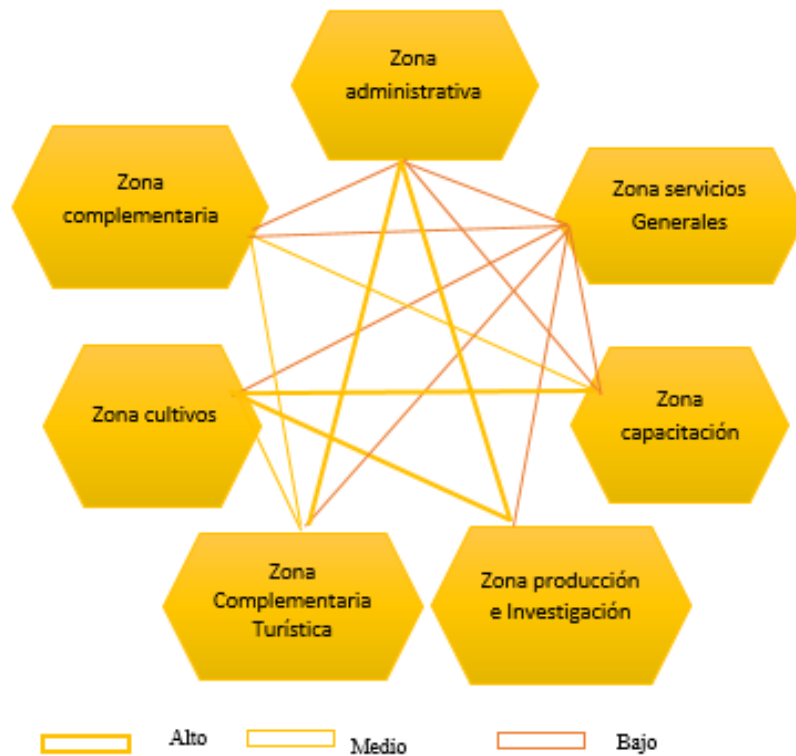 Zona
administrativa
Zona
complementaria
Zona servicios
Generales
Zona cultivos
Zona
capacitación
Zona
Complementaria
Turística
Zona producción
e Investigación
Alto
Medio
Bajo